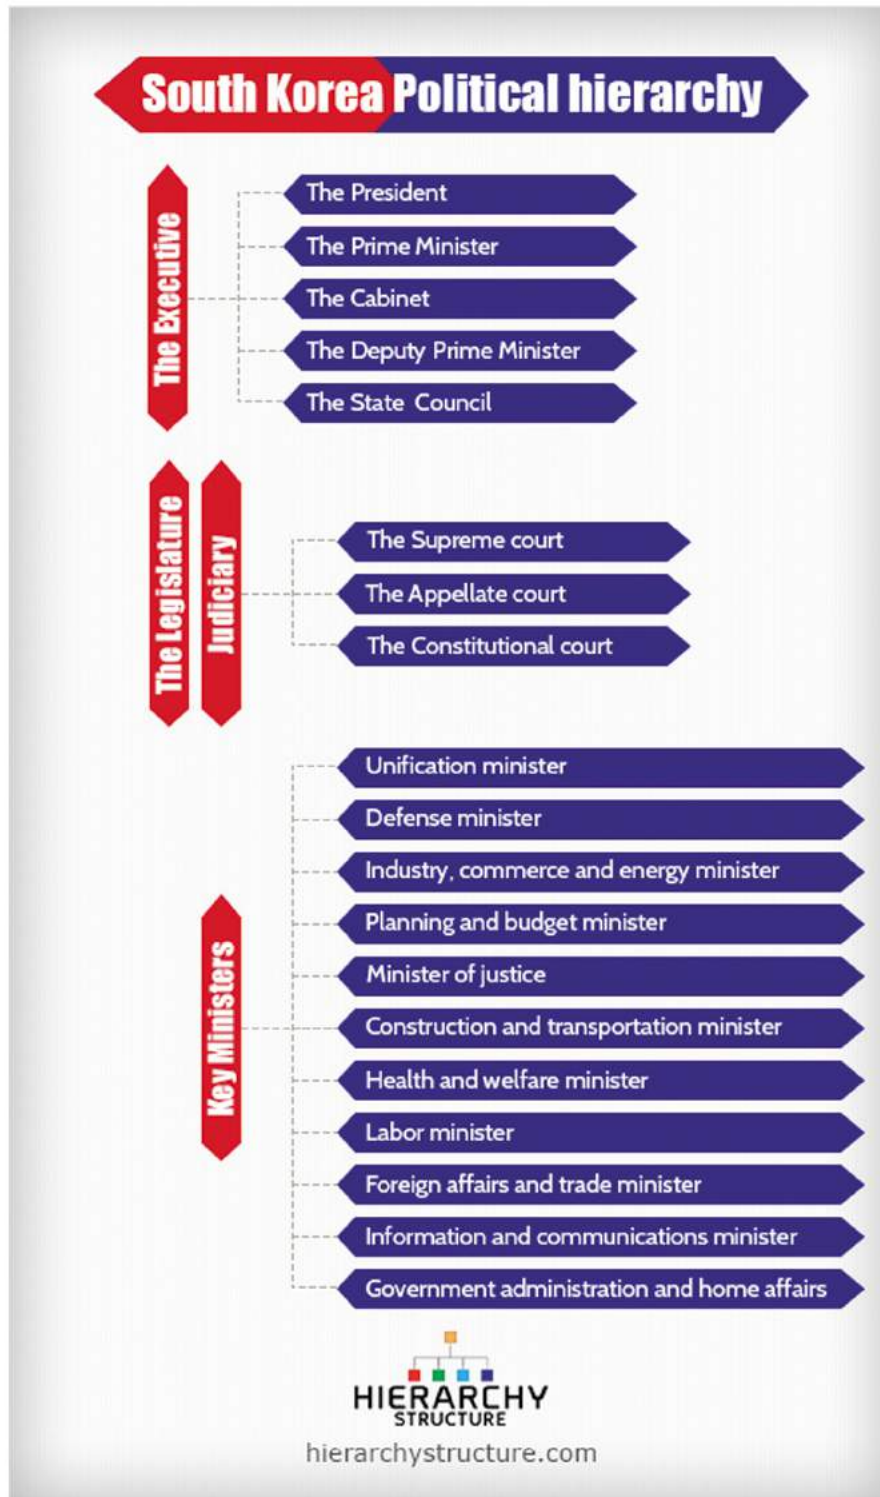 South Korea Political hierarchy
The Executive
The President
The Prime Minister
The Cabinet
The Deputy Prime Minister
The State Council
The Legislature
Judiciary
The Supreme court
The Appellate court
The Constitutional court
Key Ministers
Unification minister
Defense minister
Industry, commerce and energy minister
Planning and budget minister
Minister of justice
Construction and transportation minister
Health and welfare minister
Labor minister
Foreign affairs and trade minister
Information and communications minister
Government administration and home affairs
HIERARCHY
STRUCTURE
hierarchystructure.com